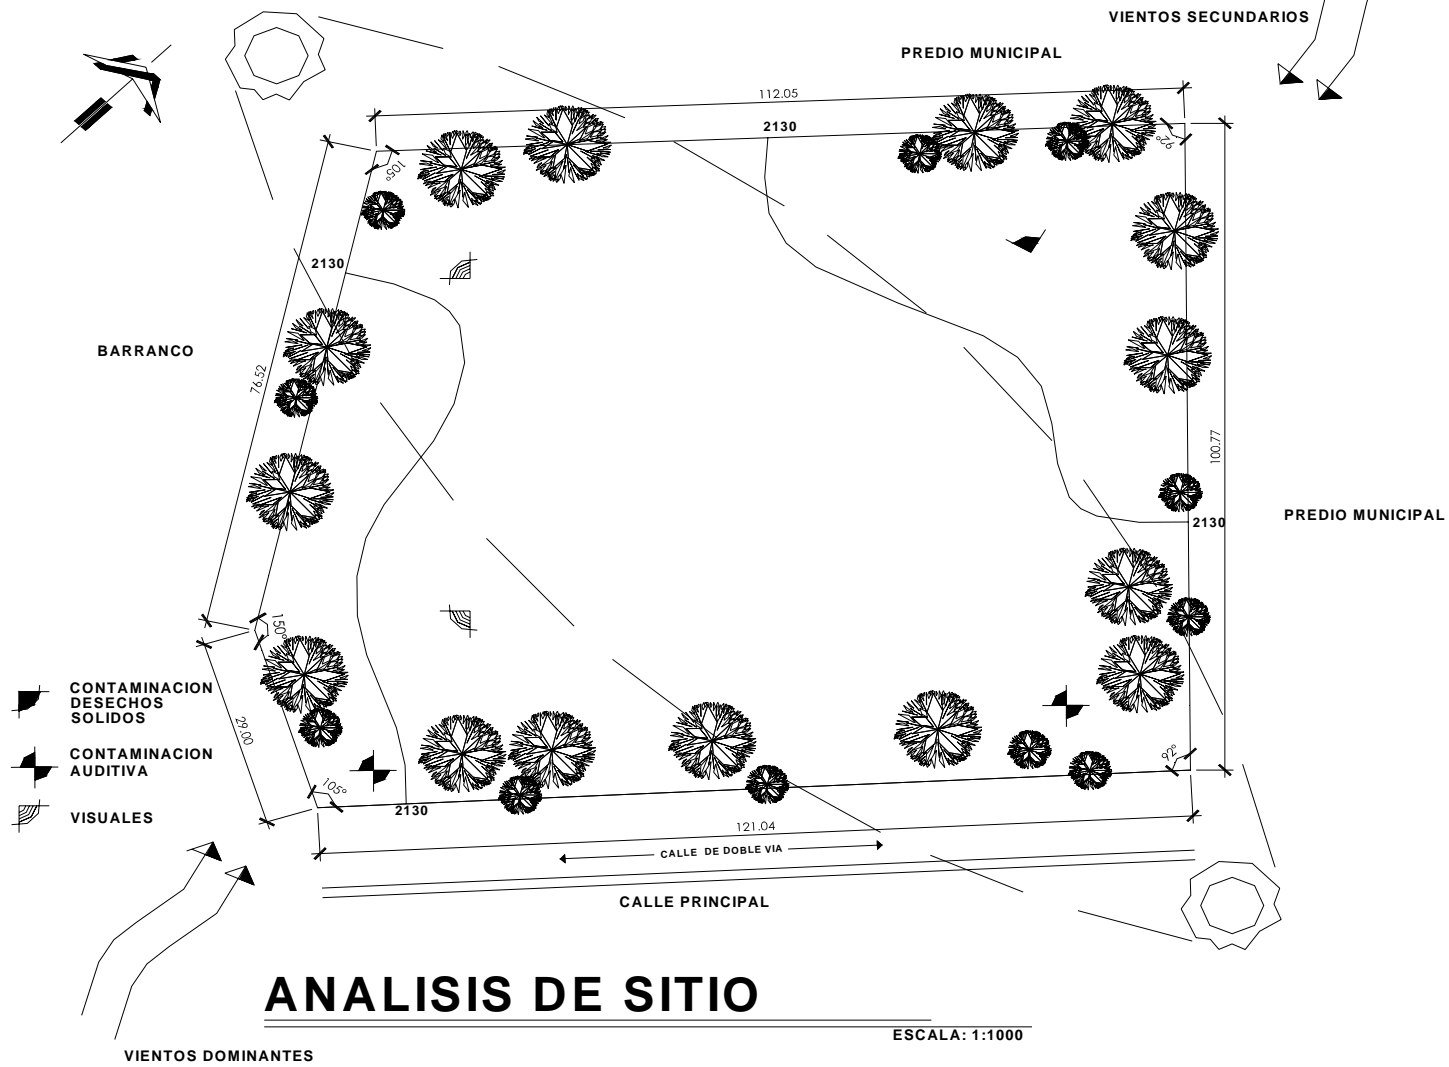 VIENTOS SECUNDARIOS
PREDIO MUNICIPAL
112.05
2130
105°
92°
2130
BARRANCO
76.52
100.77
PREDIO MUNICIPAL
2130
150°
CONTAMINACION
DESECHOS
SOLIDOS
29.00
CONTAMINACION
AUDITIVA
92°
105°
VISUALES
2130
121.04
CALLE DE DOBLE VIA
CALLE PRINCIPAL
ANALISIS DE SITIO
ESCALA: 1:1000
VIENTOS DOMINANTES